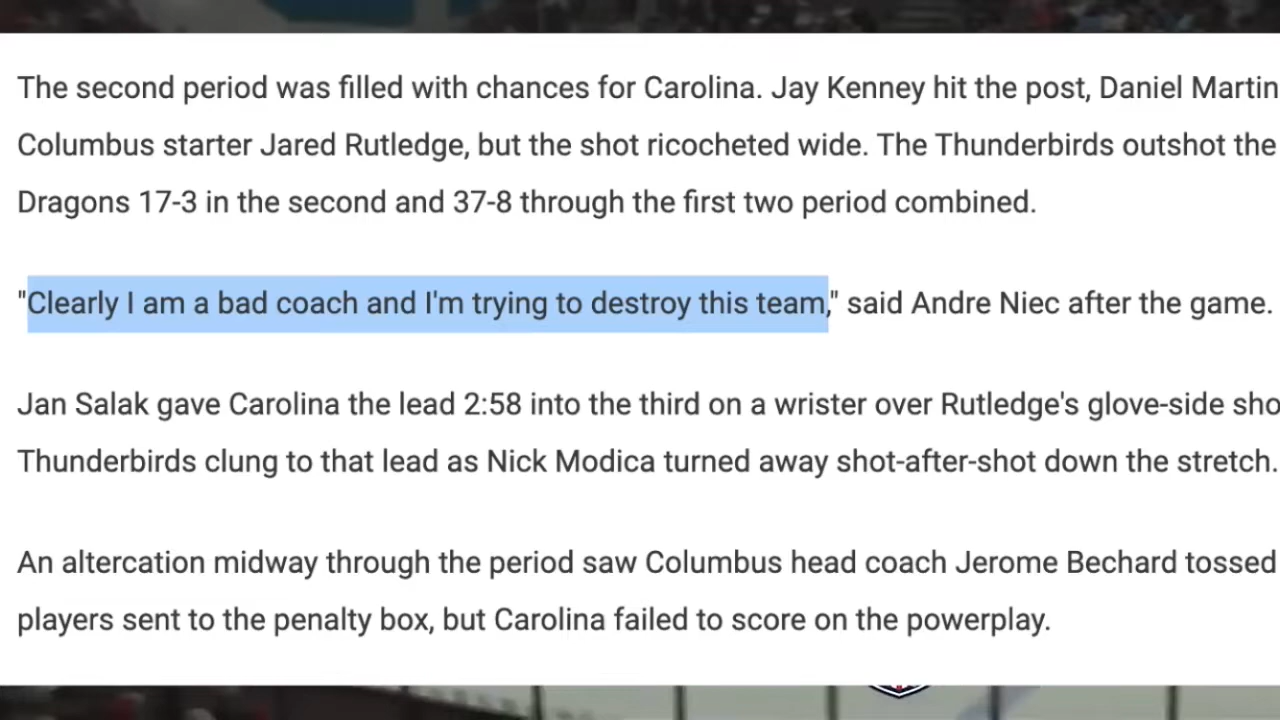 The second period was filled with chances for Carolina. Jay Kenney hit the post, Daniel Martin
Columbus starter Jared Rutledge, but the shot ricocheted wide. The Thunderbirds outshot the
Dragons 17-3 in the second and 37-8 through the first two period combined.
"Clearly I am a bad coach and I'm trying to destroy this team," said Andre Niec after the game.
Jan Salak gave Carolina the lead 2:58 into the third on a wrister over Rutledge's glove-side sho
Thunderbirds clung to that lead as Nick Modica turned away shot-after-shot down the stretch.
An altercation midway through the period saw Columbus head coach Jerome Bechard tossed
players sent to the penalty box, but Carolina failed to score on the powerplay.